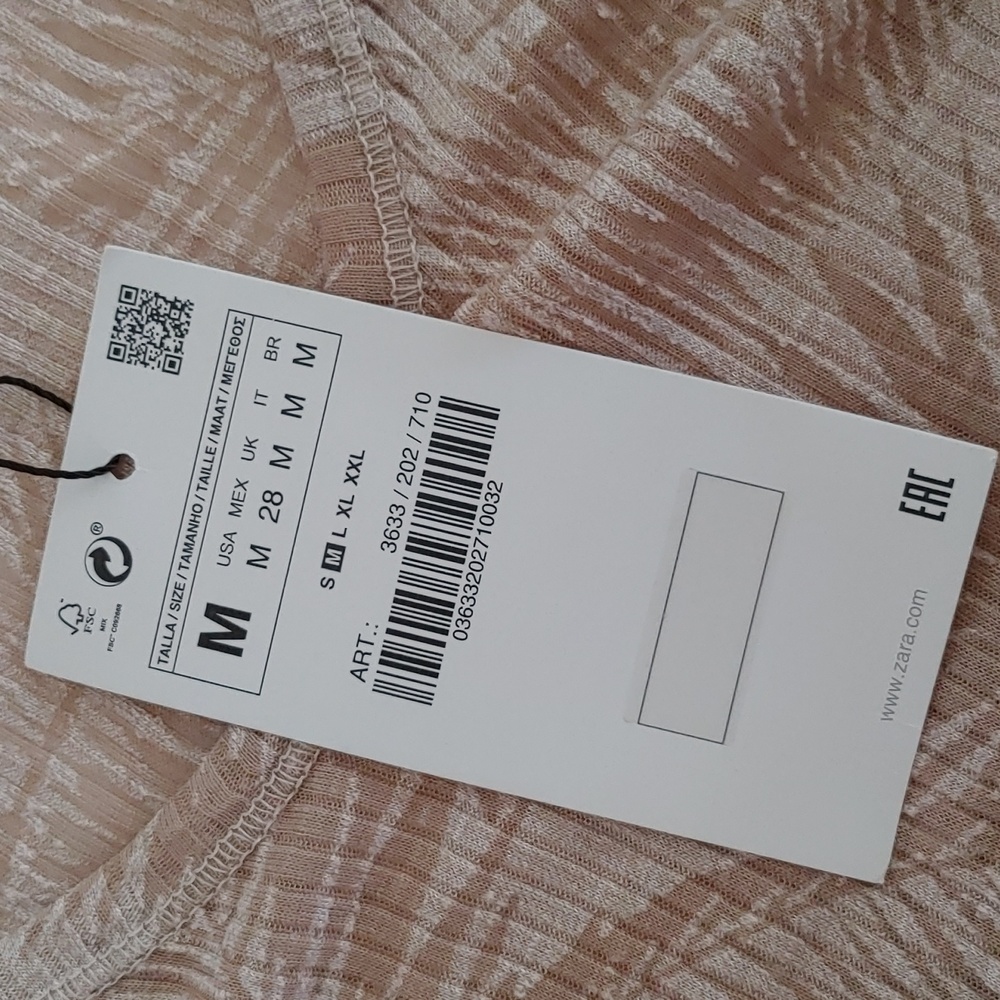 FSC
MIX
FSC® C092668
®
TALLA / SIZE / TAMANHO / TAILLE / MAAT / ΜΕΓΕΘΟΣ
M
USA MEX UK IT BR
M 28 M M M
S M L XL XXL
ART.: 3633 / 202 / 710
03633202710032
www.zara.com
EAC